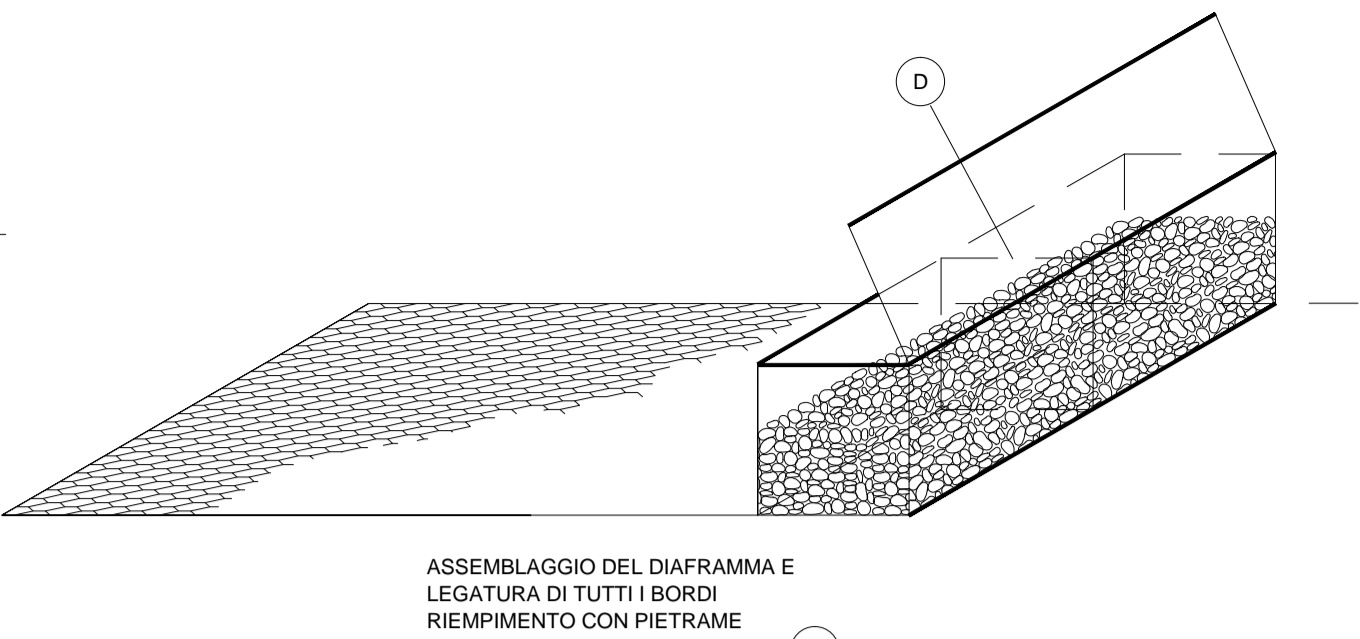 D
ASSEMBLAGGIO DEL DIAFRAMMA E
LEGATURA DI TUTTI I BORDI
RIEMPIMENTO CON PIETRAME